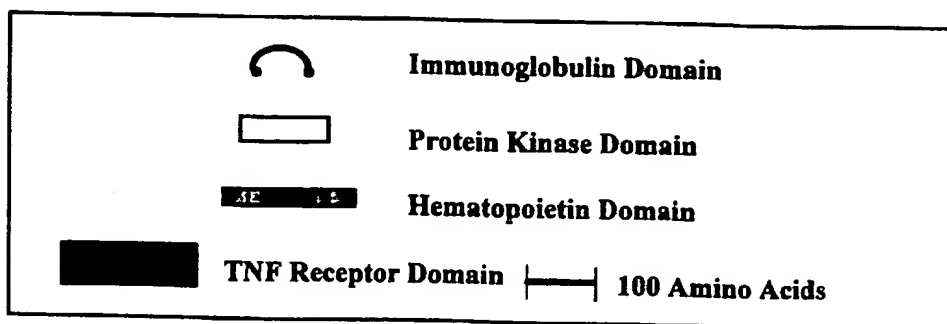 Immunoglobulin Domain
Protein Kinase Domain
Hematopoietin Domain
TNF Receptor Domain 100 Amino Acids